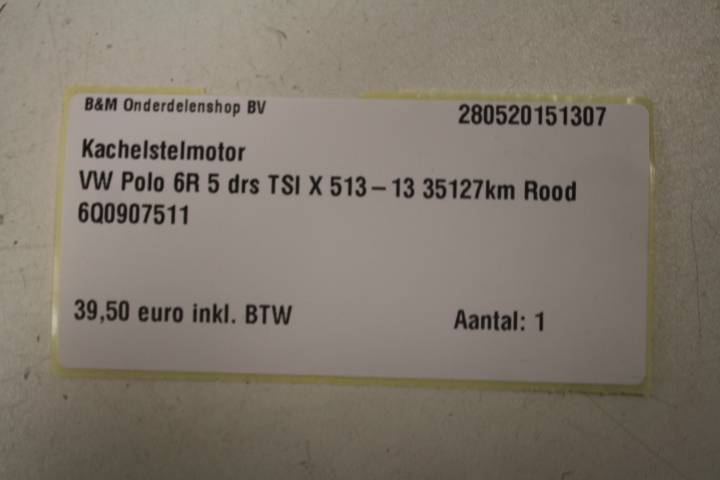 B&M Onderdelenshop BV 280520151307
Kachelstelmotor
VW Polo 6R 5 drs TSI X 513-13 35127km Rood
6Q0907511
39,50 euro inkl. BTW Aantal: 1